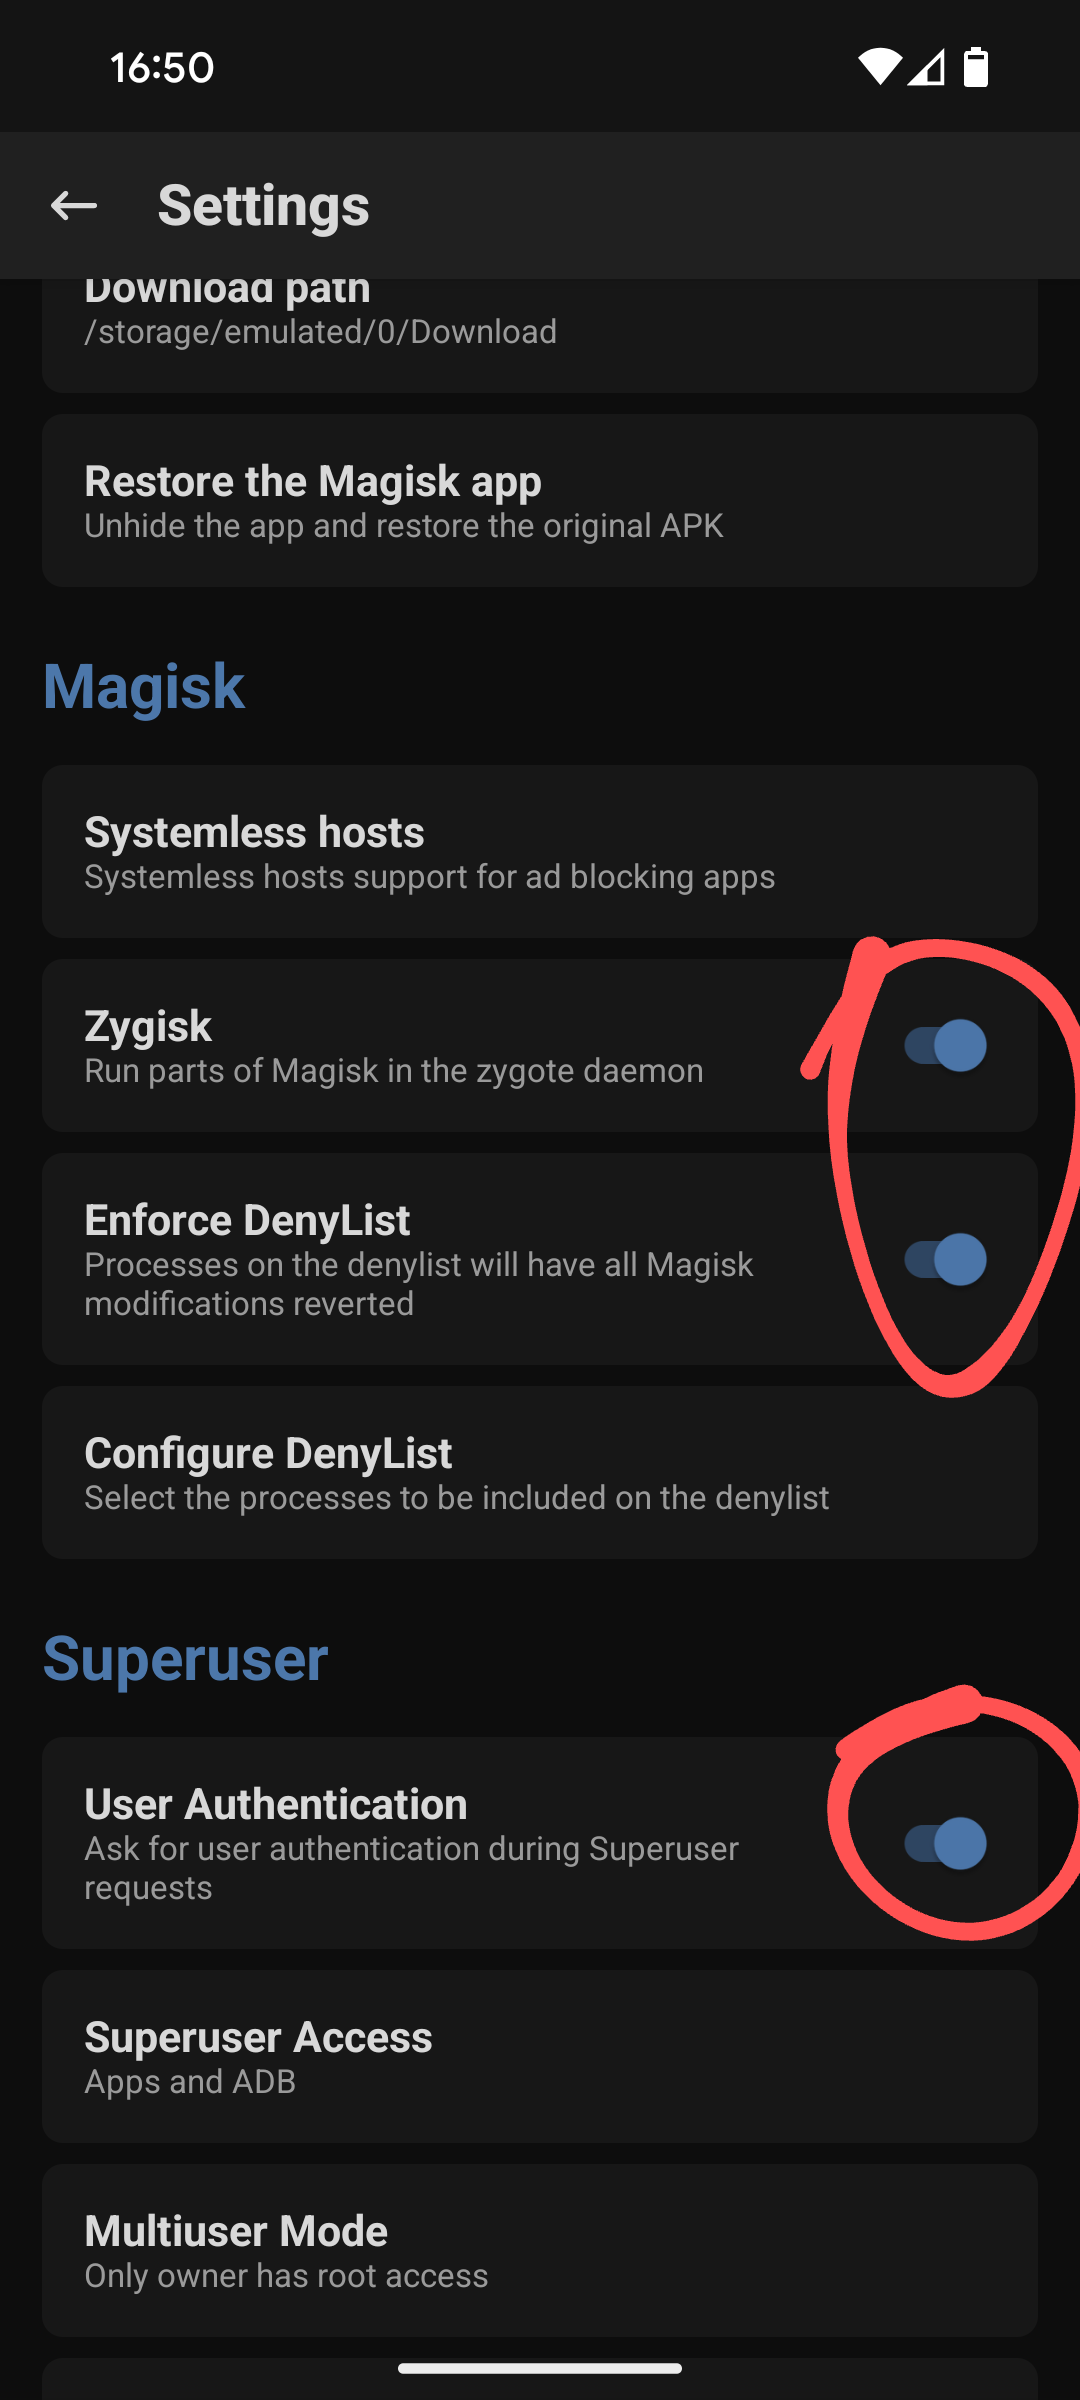 16:50
Settings
Download path
/storage/emulated/0/Download
Restore the Magisk app
Unhide the app and restore the original APK
Magisk
Systemless hosts
Systemless hosts support for ad blocking apps
Zygisk
Run parts of Magisk in the zygote daemon
Enforce DenyList
Processes on the denylist will have all Magisk
modifications reverted
Configure DenyList
Select the processes to be included on the denylist
Superuser
User Authentication
Ask for user authentication during Superuser
requests
Superuser Access
Apps and ADB
Multiuser Mode
Only owner has root access